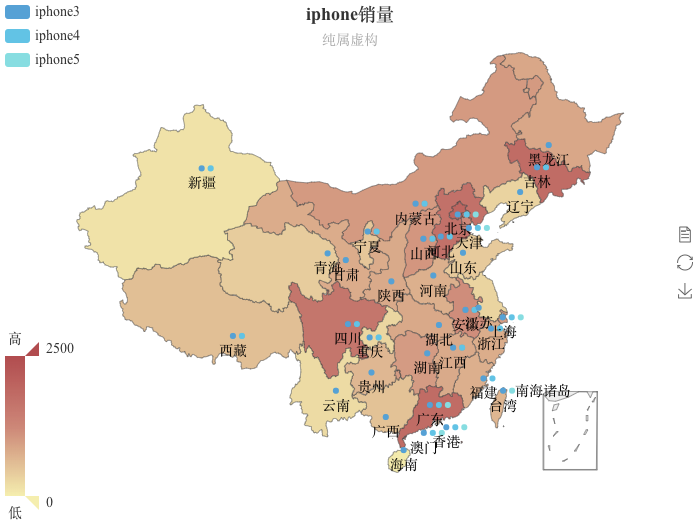 iphone3
iphone4
iphone5
iphone销量
纯属虚构
黑龙江
吉林
新疆
辽宁
内蒙古
北京
天津
宁夏
山西
河北
青海
甘肃
山东
陕西
河南
安徽
江苏
上海
四川
湖北
浙江
西藏
重庆
湖南
江西
贵州
福建
南海诸岛
云南
台湾
广东
广西
香港
澳门
海南
高
2500
0
低